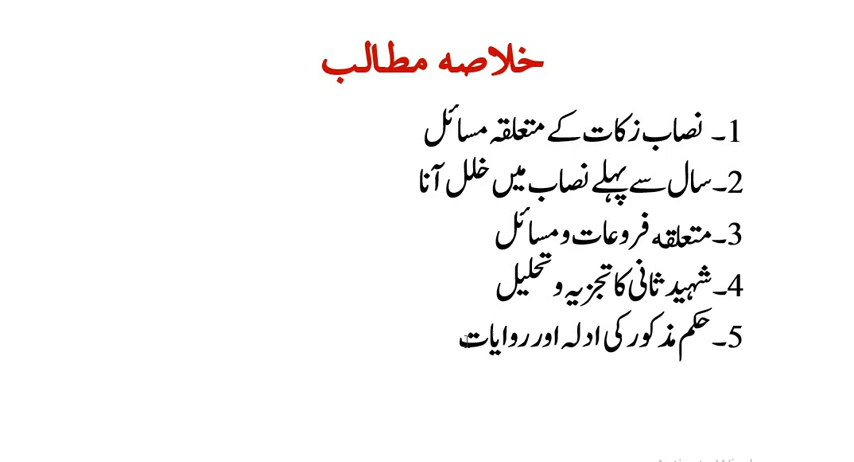 خلاصہ مطالب
1۔ نصاب زکات کے متعلقہ مسائل
2۔سال سے پہلے نصاب میں خلل آنا
3۔متعلقہ فروعات و مسائل
4۔شہید ثانی کا تجزیہ و تحلیل
5۔حکم مذکور کی ادلہ اور روایات